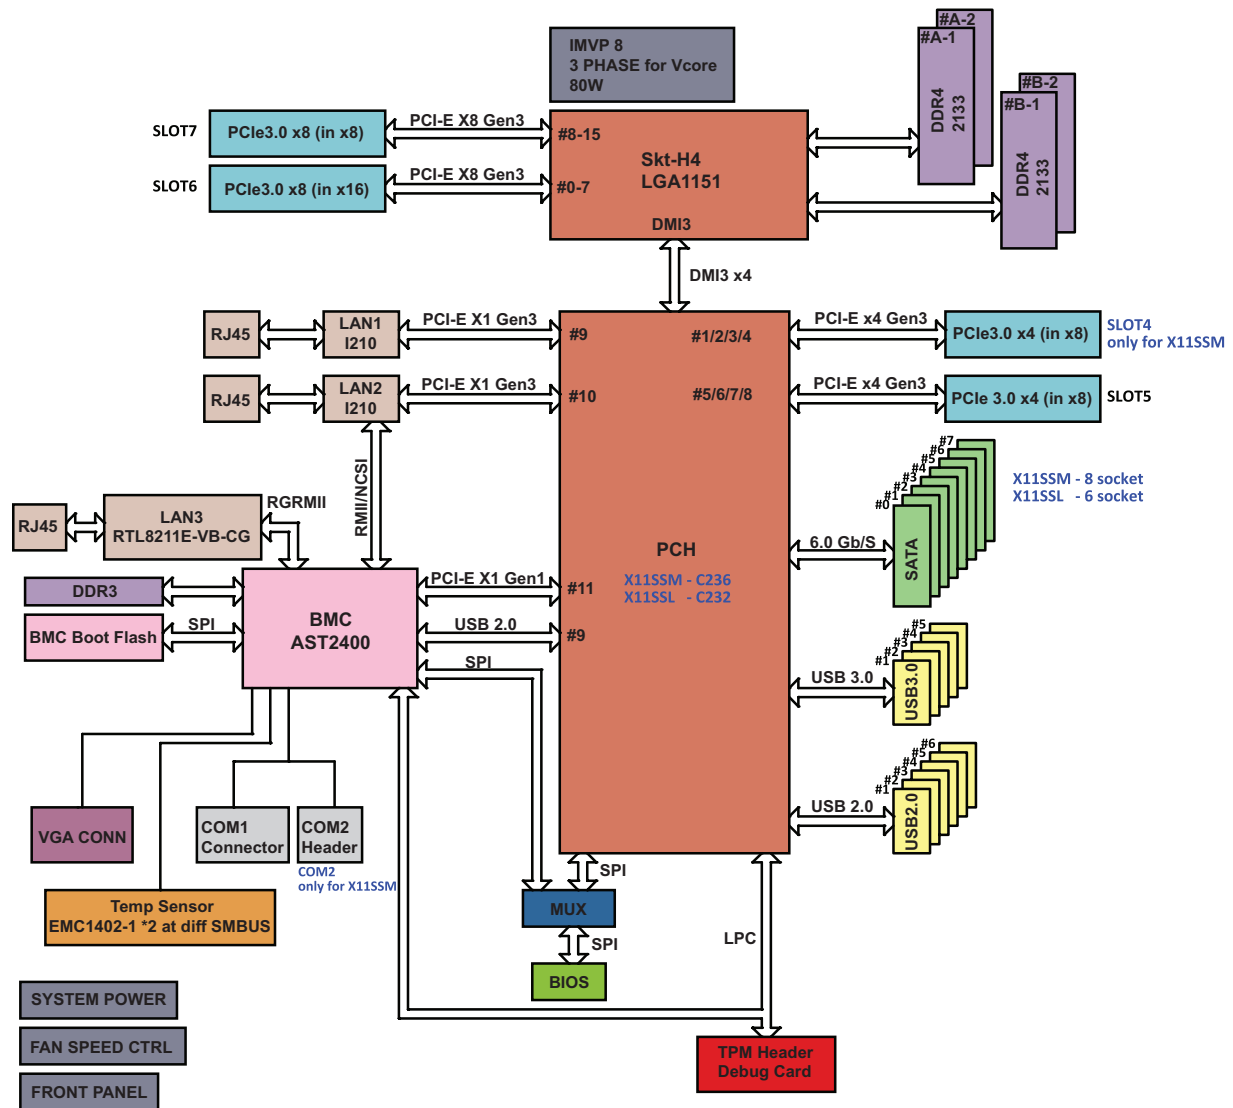 IMVP 8
3 PHASE for Vcore
80W
#A-2
#A-1
DDR4
2133
#B-2
#B-1
DDR4
2133
SLOT7
PCIe3.0 x8 (in x8)
PCI-E X8 Gen3
#8-15
SLOT6
PCIe3.0 x8 (in x16)
PCI-E X8 Gen3
#0-7
Skt-H4
LGA1151
DMI3
DMI3 x4
RJ45
LAN1
I210
PCI-E X1 Gen3
#9
#1/2/3/4
PCI-E x4 Gen3
PCIe3.0 x4 (in x8)
SLOT4
only for X11SSM
RJ45
LAN2
I210
PCI-E X1 Gen3
#10
#5/6/7/8
PCI-E x4 Gen3
PCIe 3.0 x4 (in x8)
SLOT5
RMII/NCSI
RGRMII
RJ45
LAN3
RTL8211E-VB-CG
#7
#6
#5
#4
#3
#2
#1
#0
SATA
6.0 Gb/S
X11SSM - 8 socket
X11SSL - 6 socket
PCH
X11SSM - C236
X11SSL - C232
DDR3
BMC
AST2400
PCI-E X1 Gen1
#11
BMC Boot Flash
SPI
USB 2.0
#9
SPI
#5
#4
#3
#2
#1
USB3.0
USB 3.0
#6
#5
#4
#3
#2
#1
USB2.0
USB 2.0
VGA CONN
COM1
Connector
COM2
Header
COM2
only for X11SSM
Temp Sensor
EMC1402-1 *2 at diff SMBUS
SPI
MUX
SPI
BIOS
LPC
SYSTEM POWER
FAN SPEED CTRL
FRONT PANEL
TPM Header
Debug Card